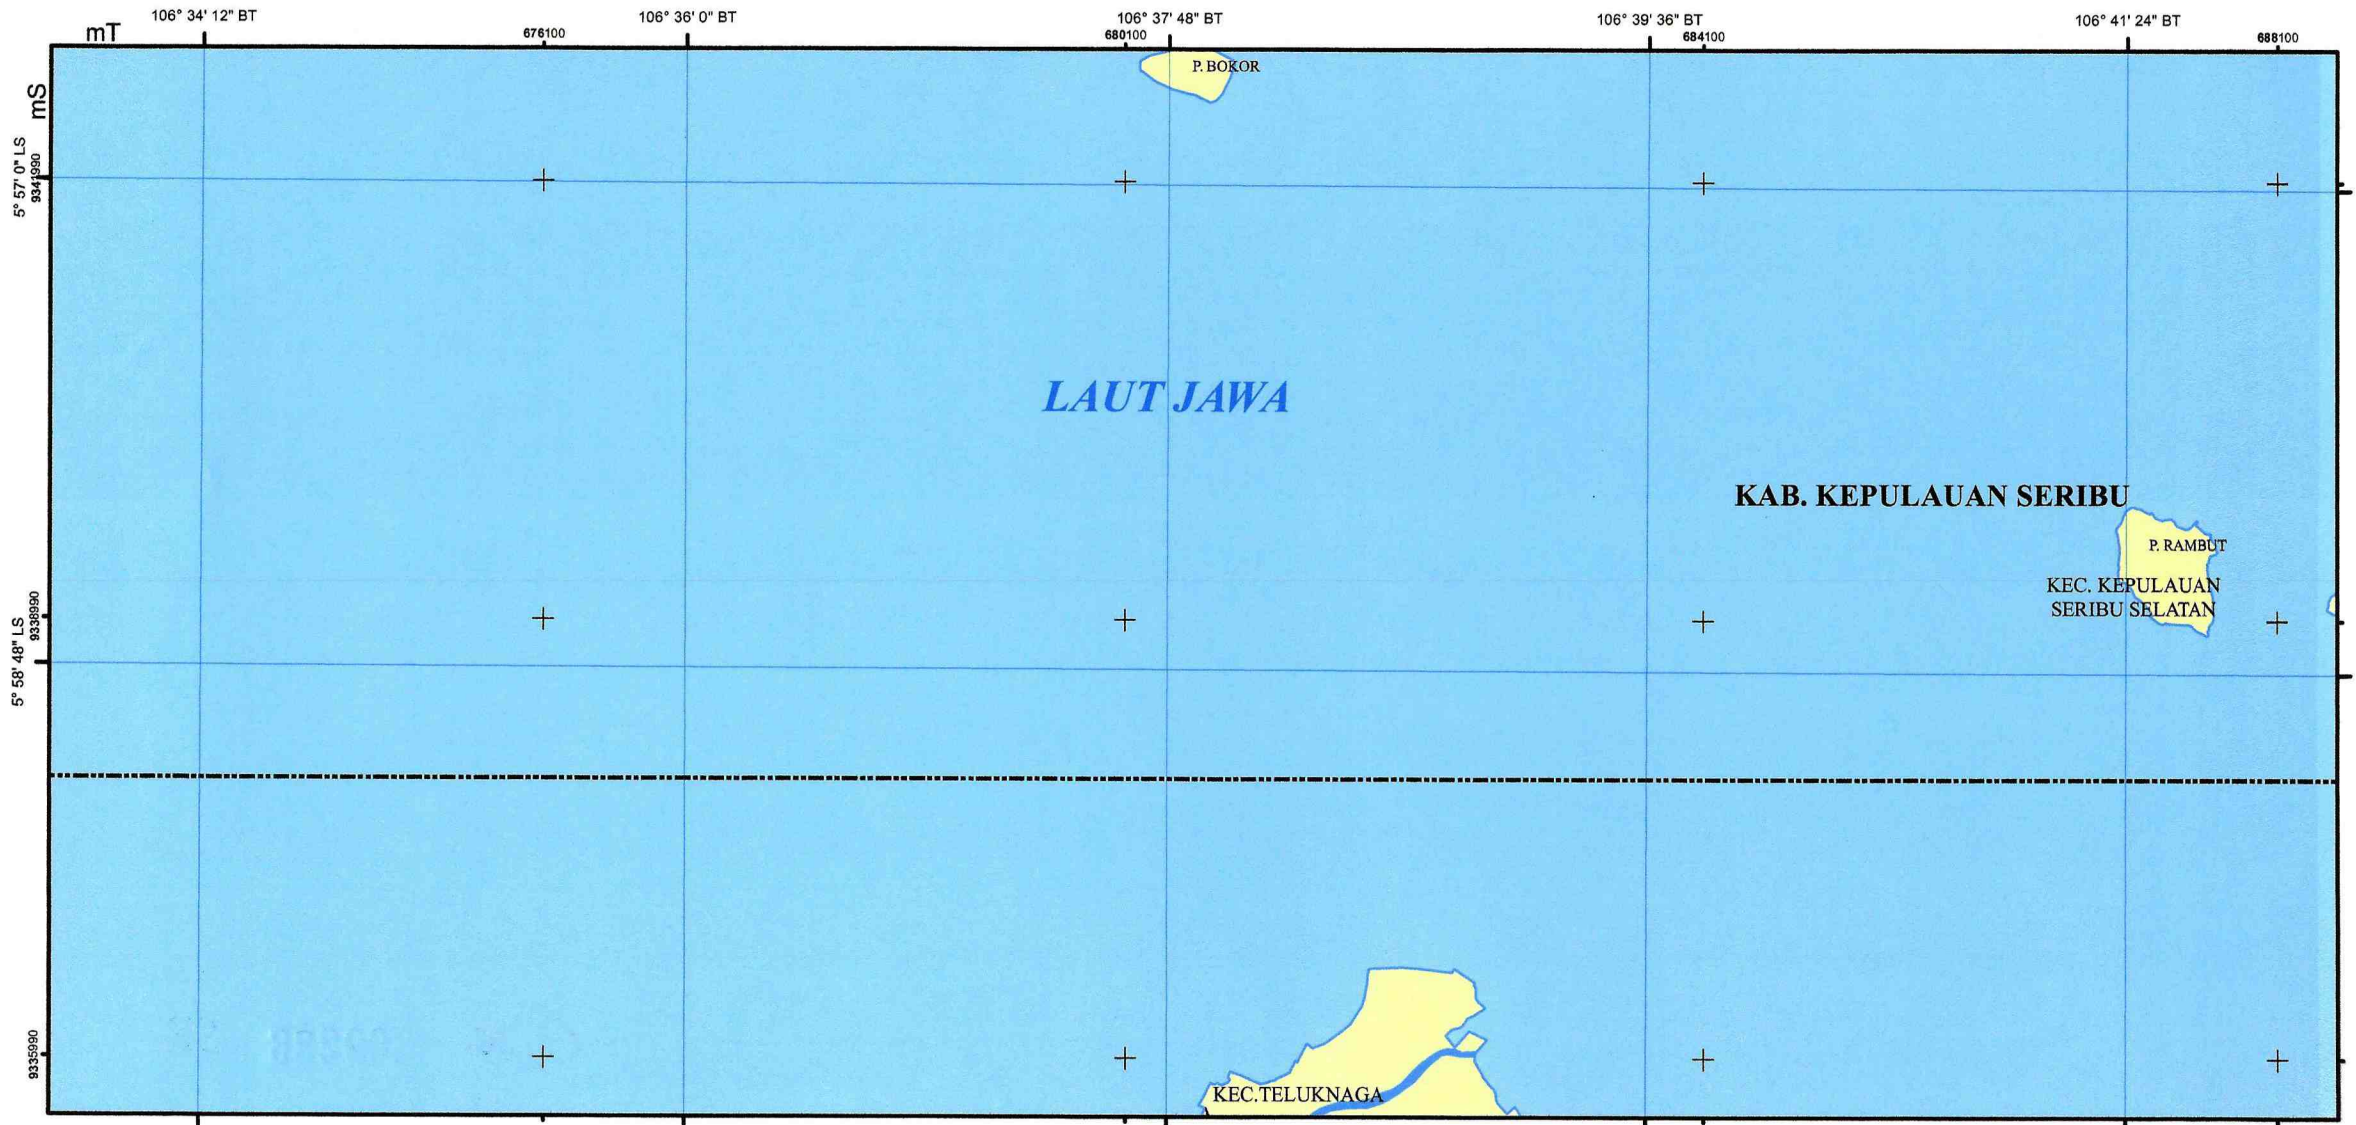 106° 34' 12" BT
106° 36' 0" BT
106° 37' 48" BT
106° 39' 36" BT
106° 41' 24" BT
mT
676100
680100
684100
688100
mS
P. BOKOR
5° 57' 0" LS
9341990
LAUT JAWA
KAB. KEPULAUAN SERIBU
P. RAMBUT
KEC. KEPULAUAN
SERIBU SELATAN
9338990
5° 58' 48" LS
9335990
KEC.TELUKNAGA